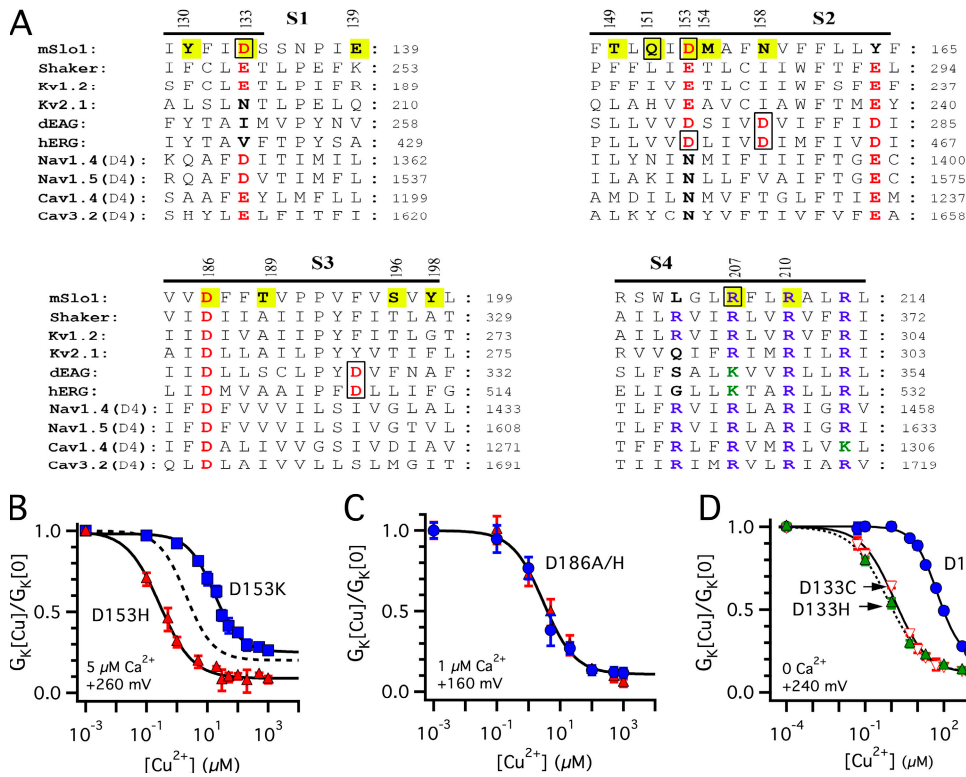 A
130 133 S1 139
mSlo1: I Y F I D S S N P I E : 139
Shaker: I F C L E T L P E F K : 253
Kv1.2: S F C L E T L P I F R : 189
Kv2.1: A L S L N T L P E L Q : 210
dEAG: F Y T A I M V P Y N V : 258
hERG: I Y T A V F T P Y S A : 429
Nav1.4(D4): K Q A F D I T I M I L : 1362
Nav1.5(D4): R Q A F D V T I M F L : 1537
Cav1.4(D4): S A A F E Y L M F L L : 1199
Cav3.2(D4): S H Y L E L F I T F I : 1620
149 151 153 154 158 S2
F T L Q I D M A F N V F F L L Y F : 165
P F F L I E T L C I I W F T F E L : 294
P F F H V E T L C I I W F S F E F : 237
Q L A H V E A V C I A W F T M E Y : 240
S L L V V D S I V D V I F F I D I : 285
P L L V V D L I V D I M F I V D I : 467
I L Y N I N M I F I I I F T G E C : 1400
I L A K I N L L F V A I F T G E C : 1575
A M D I L N M V F T G L F T I E M : 1237
A L K Y C N Y V F T I V F V F E A : 1658
186 189 S3 196 198
mSlo1: V V D F F T V P P V F V S V Y L : 199
Shaker: V I D I I A I I P Y F I T L A T : 329
Kv1.2: I I D I V A I I P Y F I T L G T : 273
Kv2.1: A I D L L A I L P Y Y V T I F L : 275
dEAG: L I D L L S C L P Y D V F N A F : 332
hERG: L I D M V A A I P F D L L I F G : 514
Nav1.4(D4): I F D F V V V I L S I V G L A L : 1433
Nav1.5(D4): I F D F V V V I L S I V G T V L : 1608
Cav1.4(D4): I F D A L I V V G S I V D I A V : 1271
Cav3.2(D4): Q L D L A I V V L L S L M G I T : 1691
S4 207 210
R S W L G L R F L R A L R L : 214
A I L R V I R L V R V F R I : 372
A I L R V I R L V R V F R I : 304
R V V Q I F R I M R I L R I : 303
S L F S A L K V V R L L R L : 354
E L I G L L K T A R L L R L : 532
T L F R V I R L A R I G R V : 1458
T L F R V I R L A R I G R I : 1633
T F F R L F R V M R L V K L : 1306
T I I R I M R V L R I A R V : 1719
B
G_K[Cu]/G_K[0]
1.0
0.5
0.0
D153K
D153H
5 µM Ca²⁺
+260 mV
10⁻³ 10⁻¹ 10¹ 10³
[Cu²⁺] (µM)
C
G_K[Cu]/G_K[0]
1.0
0.5
0.0
D186A/H
1 µM Ca²⁺
+160 mV
10⁻³ 10⁻¹ 10¹ 10³
[Cu²⁺] (µM)
D
G_K[Cu]/G_K[0]
1.0
0.5
0.0
D1
D133C
D133H
0 Ca²⁺
+240 mV
10⁻⁴ 10⁻¹ 10²
[Cu²⁺] (µM)